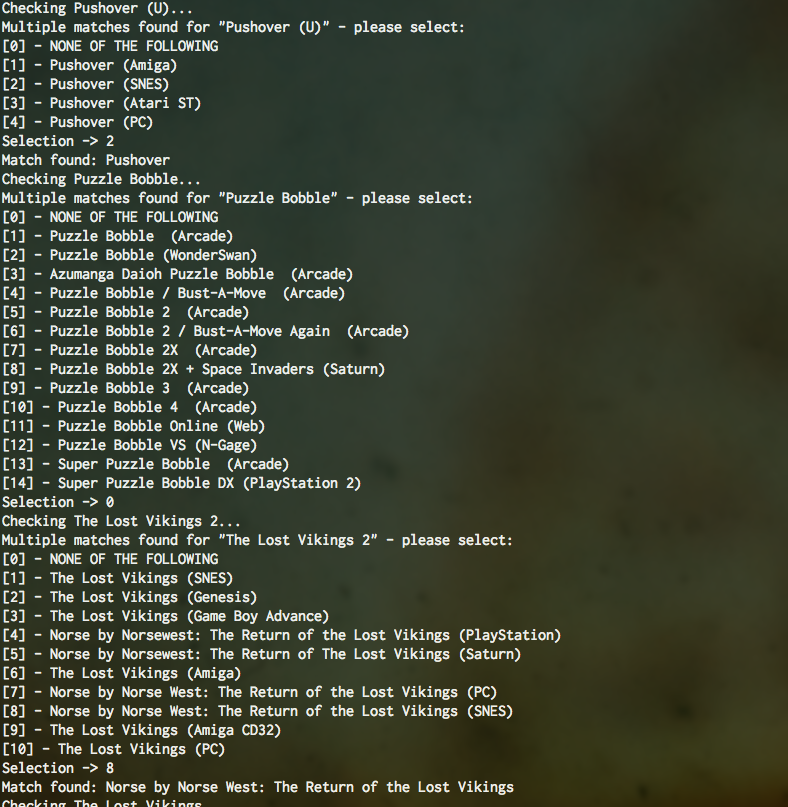 Checking Pushover (U)...
Multiple matches found for "Pushover (U)" - please select:
[0] - NONE OF THE FOLLOWING
[1] - Pushover (Amiga)
[2] - Pushover (SNES)
[3] - Pushover (Atari ST)
[4] - Pushover (PC)
Selection -> 2
Match found: Pushover
Checking Puzzle Bobble...
Multiple matches found for "Puzzle Bobble" - please select:
[0] - NONE OF THE FOLLOWING
[1] - Puzzle Bobble  (Arcade)
[2] - Puzzle Bobble (WonderSwan)
[3] - Azumanga Daioh Puzzle Bobble  (Arcade)
[4] - Puzzle Bobble / Bust-A-Move  (Arcade)
[5] - Puzzle Bobble 2  (Arcade)
[6] - Puzzle Bobble 2 / Bust-A-Move Again  (Arcade)
[7] - Puzzle Bobble 2X  (Arcade)
[8] - Puzzle Bobble 2X + Space Invaders (Saturn)
[9] - Puzzle Bobble 3  (Arcade)
[10] - Puzzle Bobble 4  (Arcade)
[11] - Puzzle Bobble Online (Web)
[12] - Puzzle Bobble VS (N-Gage)
[13] - Super Puzzle Bobble  (Arcade)
[14] - Super Puzzle Bobble DX (PlayStation 2)
Selection -> 0
Checking The Lost Vikings 2...
Multiple matches found for "The Lost Vikings 2" - please select:
[0] - NONE OF THE FOLLOWING
[1] - The Lost Vikings (SNES)
[2] - The Lost Vikings (Genesis)
[3] - The Lost Vikings (Game Boy Advance)
[4] - Norse by Norsewest: The Return of the Lost Vikings (PlayStation)
[5] - Norse by Norsewest: The Return of The Lost Vikings (Saturn)
[6] - The Lost Vikings (Amiga)
[7] - Norse by Norse West: The Return of the Lost Vikings (PC)
[8] - Norse by Norse West: The Return of the Lost Vikings (SNES)
[9] - The Lost Vikings (Amiga CD32)
[10] - The Lost Vikings (PC)
Selection -> 8
Match found: Norse by Norse West: The Return of the Lost Vikings
Checking The Lost Vikings